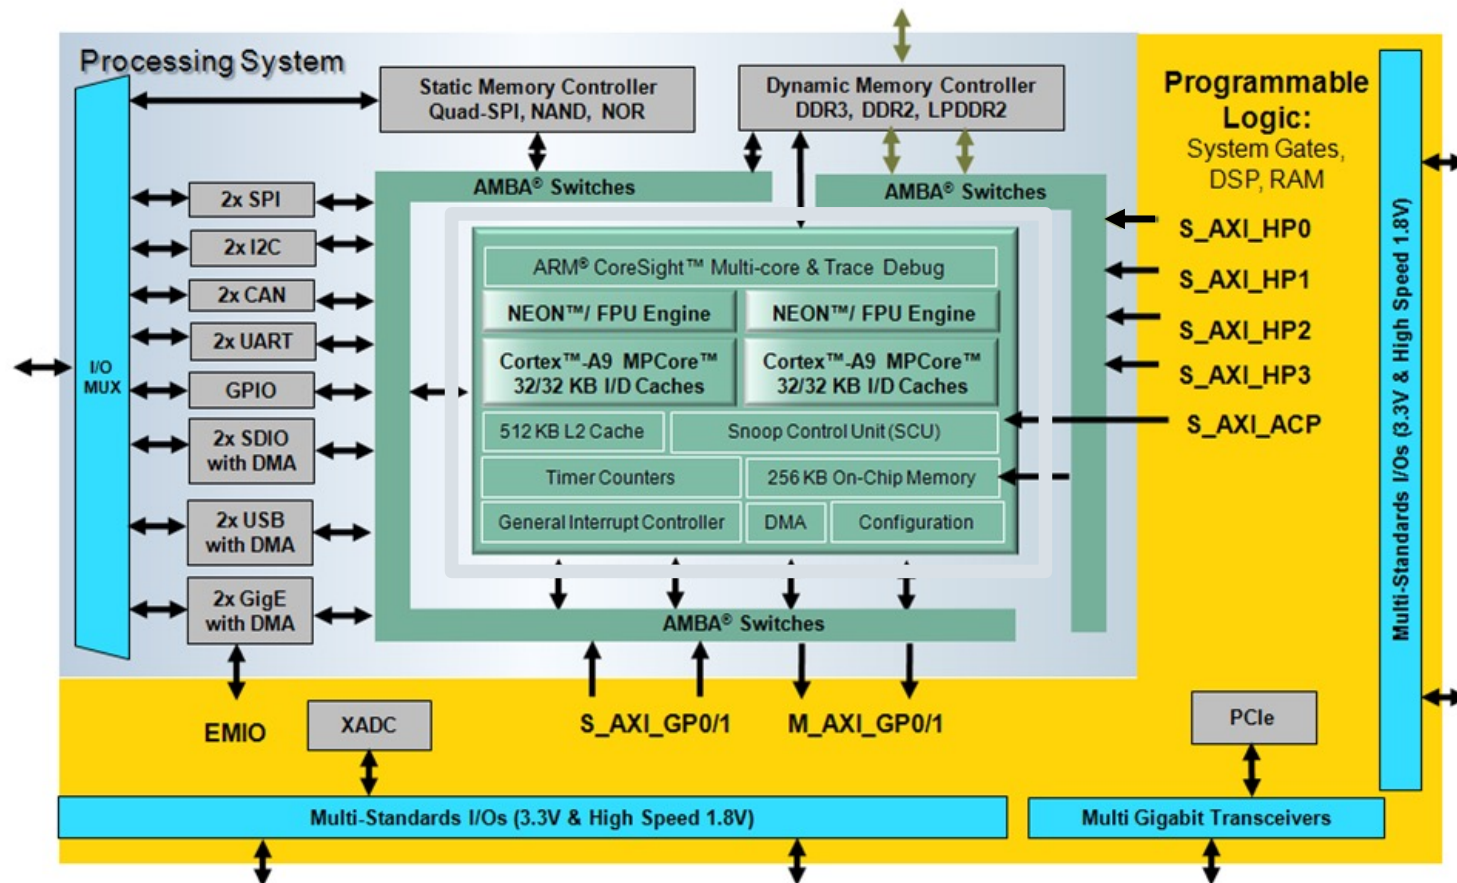 Processing System
Static Memory Controller
Quad-SPI, NAND, NOR
Dynamic Memory Controller
DDR3, DDR2, LPDDR2
Programmable
Logic:
System Gates,
DSP, RAM
AMBA® Switches
AMBA® Switches
2x SPI
2x I2C
2x CAN
2x UART
GPIO
2x SDIO
with DMA
2x USB
with DMA
2x GigE
with DMA
I/O
MUX
ARM® CoreSight™ Multi-core & Trace Debug
NEON™/ FPU Engine
NEON™/ FPU Engine
Cortex™-A9 MPCore™
32/32 KB I/D Caches
Cortex™-A9 MPCore™
32/32 KB I/D Caches
512 KB L2 Cache
Snoop Control Unit (SCU)
Timer Counters
256 KB On-Chip Memory
General Interrupt Controller
DMA
Configuration
AMBA® Switches
S_AXI_HP0
S_AXI_HP1
S_AXI_HP2
S_AXI_HP3
S_AXI_ACP
Multi-Standards I/Os (3.3V & High Speed 1.8V)
EMIO
XADC
S_AXI_GP0/1
M_AXI_GP0/1
PCIe
Multi-Standards I/Os (3.3V & High Speed 1.8V)
Multi Gigabit Transceivers